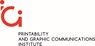 PRINTABILITY
AND GRAPHIC COMMUNICATIONS
INSTITUTE